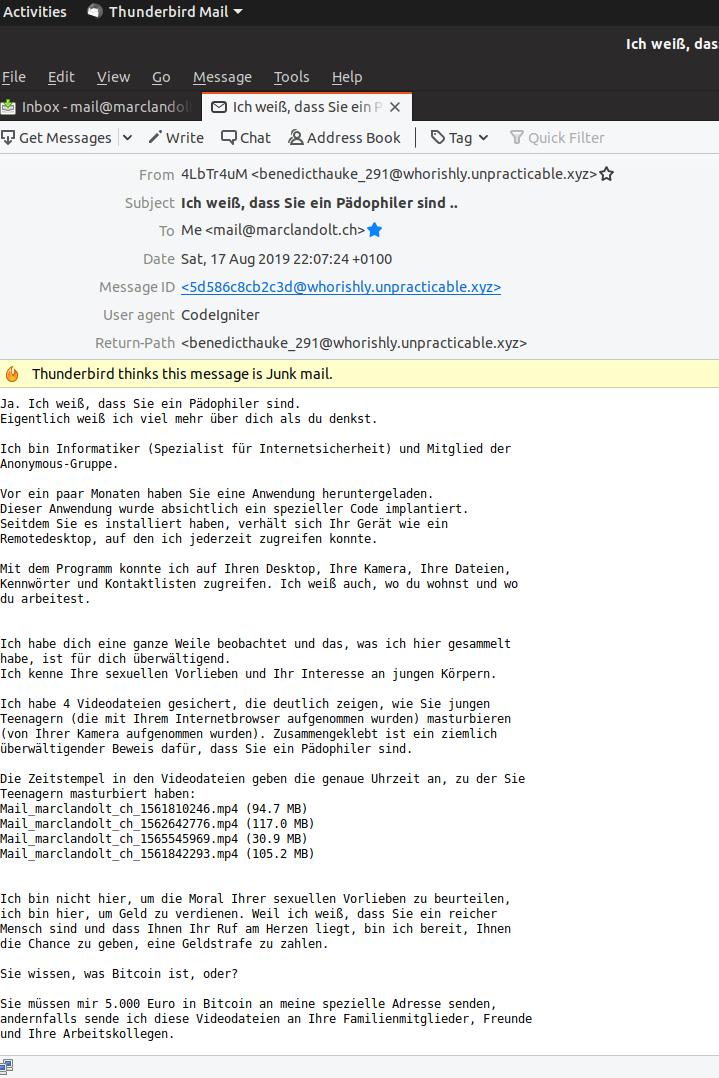 Activities Thunderbird Mail
Ich weiß, das
File Edit View Go Message Tools Help
Inbox - mail@marclandol Ich weiß, dass Sie ein P
Get Messages Write Chat Address Book Tag Quick Filter
From 4LbTr4uM <benedicthauke_291@whorishly.unpracticable.xyz>
Subject Ich weiß, dass Sie ein Pädophiler sind ..
To Me <mail@marclandolt.ch>
Date Sat, 17 Aug 2019 22:07:24 +0100
Message ID <5d586c8cb2c3d@whorishly.unpracticable.xyz>
User agent CodeIgniter
Return-Path <benedicthauke_291@whorishly.unpracticable.xyz>
Thunderbird thinks this message is Junk mail.
Ja. Ich weiß, dass Sie ein Pädophiler sind.
Eigentlich weiß ich viel mehr über dich als du denkst.
Ich bin Informatiker (Spezialist für Internetsicherheit) und Mitglied der
Anonymous-Gruppe.
Vor ein paar Monaten haben Sie eine Anwendung heruntergeladen.
Dieser Anwendung wurde absichtlich ein spezieller Code implantiert.
Seitdem Sie es installiert haben, verhält sich Ihr Gerät wie ein
Remotedesktop, auf den ich jederzeit zugreifen konnte.
Mit dem Programm konnte ich auf Ihren Desktop, Ihre Kamera, Ihre Dateien,
Kennwörter und Kontaktlisten zugreifen. Ich weiß auch, wo du wohnst und wo
du arbeitest.
Ich habe dich eine ganze Weile beobachtet und das, was ich hier gesammelt
habe, ist für dich überwältigend.
Ich kenne Ihre sexuellen Vorlieben und Ihr Interesse an jungen Körpern.
Ich habe 4 Videodateien gesichert, die deutlich zeigen, wie Sie jungen
Teenagern (die mit Ihrem Internetbrowser aufgenommen wurden) masturbieren
(von Ihrer Kamera aufgenommen wurden). Zusammengeklebt ist ein ziemlich
überwältigender Beweis dafür, dass Sie ein Pädophiler sind.
Die Zeitstempel in den Videodateien geben die genaue Uhrzeit an, zu der Sie
Teenagern masturbiert haben:
Mail_marclandolt_ch_1561810246.mp4 (94.7 MB)
Mail_marclandolt_ch_1562642776.mp4 (117.0 MB)
Mail_marclandolt_ch_1565545969.mp4 (30.9 MB)
Mail_marclandolt_ch_1561842293.mp4 (105.2 MB)
Ich bin nicht hier, um die Moral Ihrer sexuellen Vorlieben zu beurteilen,
ich bin hier, um Geld zu verdienen. Weil ich weiß, dass Sie ein reicher
Mensch sind und dass Ihnen Ihr Ruf am Herzen liegt, bin ich bereit, Ihnen
die Chance zu geben, eine Geldstrafe zu zahlen.
Sie wissen, was Bitcoin ist, oder?
Sie müssen mir 5.000 Euro in Bitcoin an meine spezielle Adresse senden,
andernfalls sende ich diese Videodateien an Ihre Familienmitglieder, Freunde
und Ihre Arbeitskollegen.